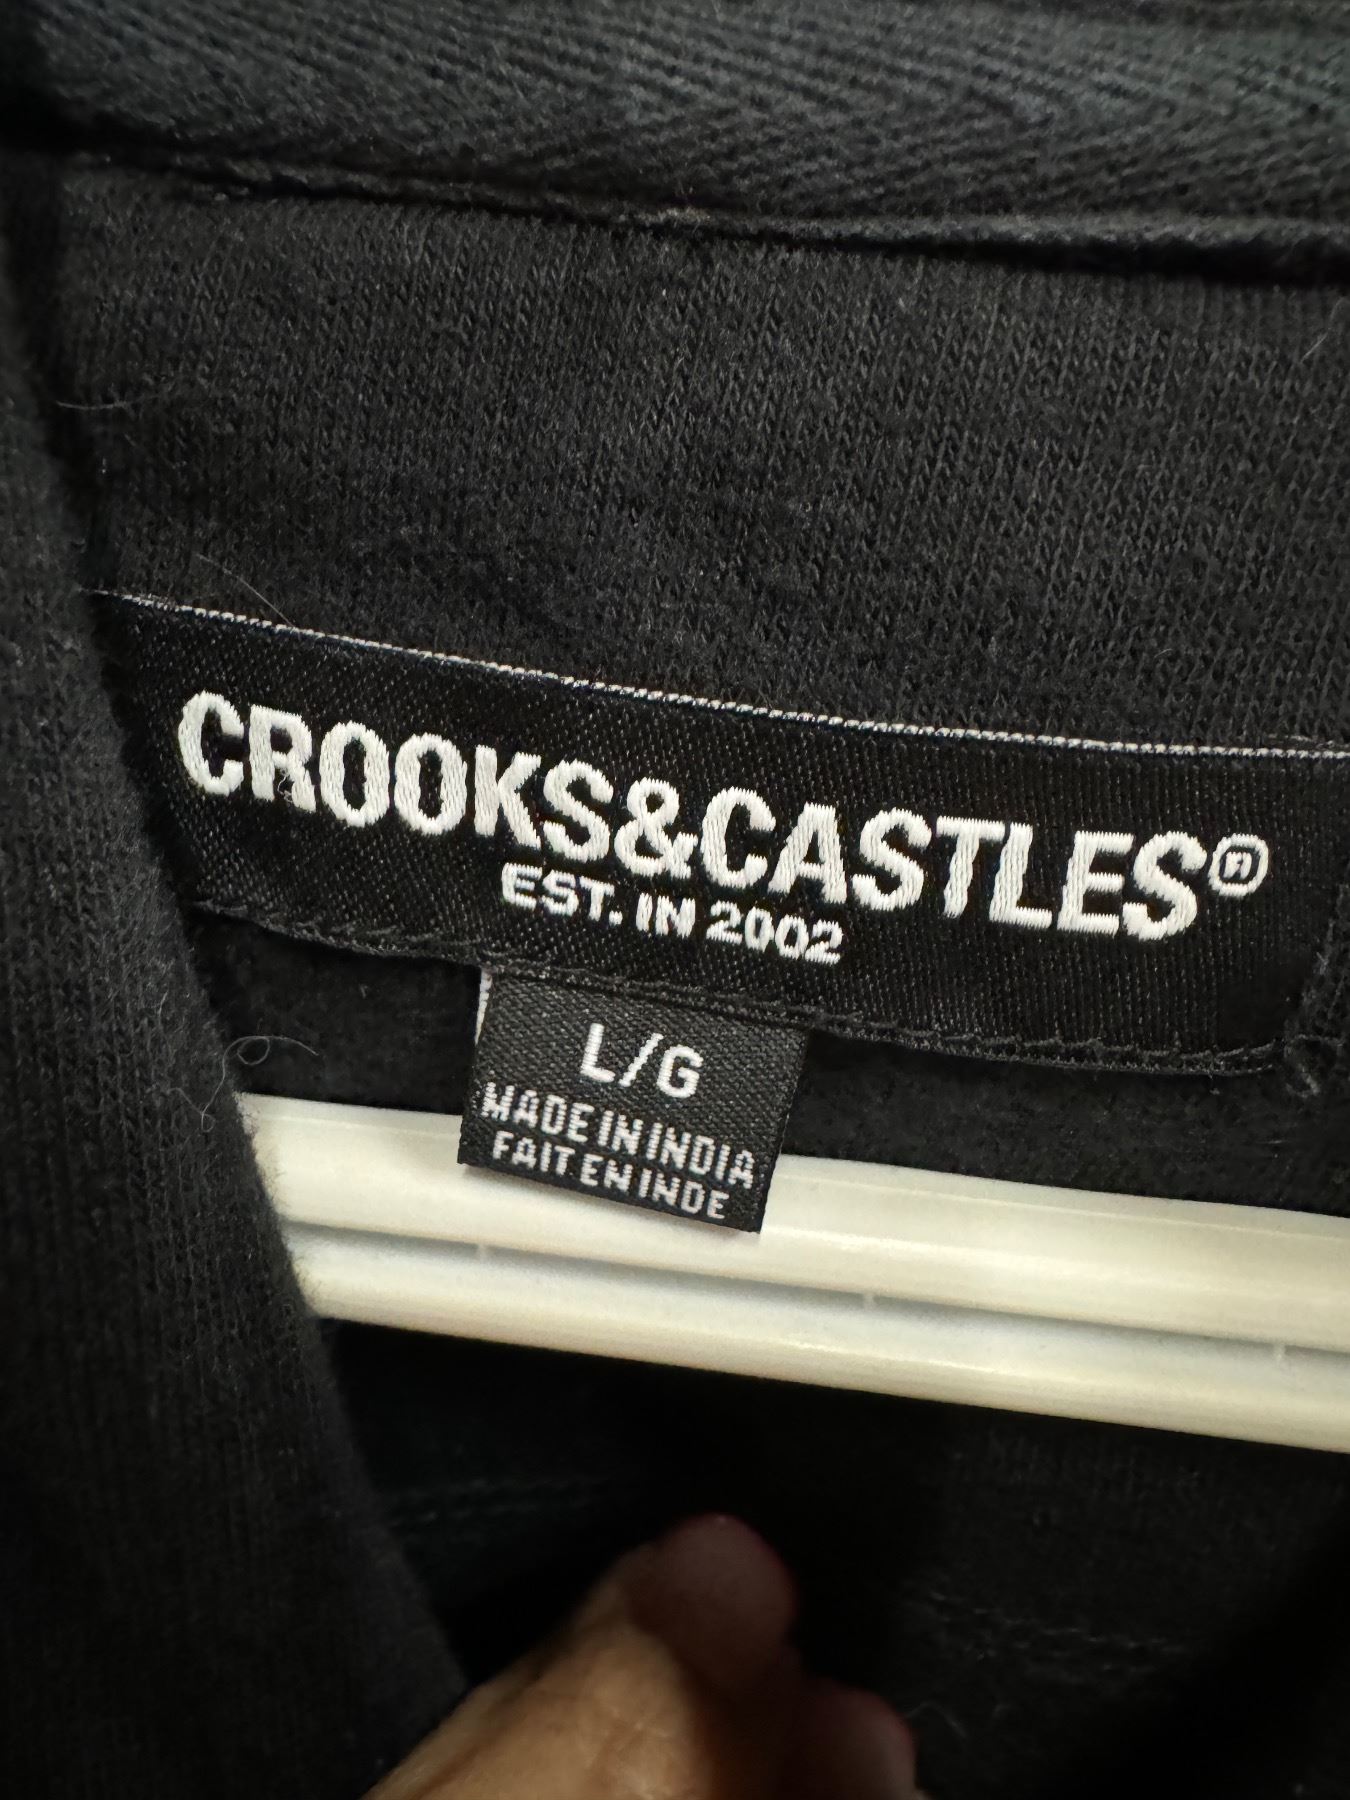 CROOKS&CASTLES®
EST. IN 2002
L/G
MADE IN INDIA
FAIT EN INDE